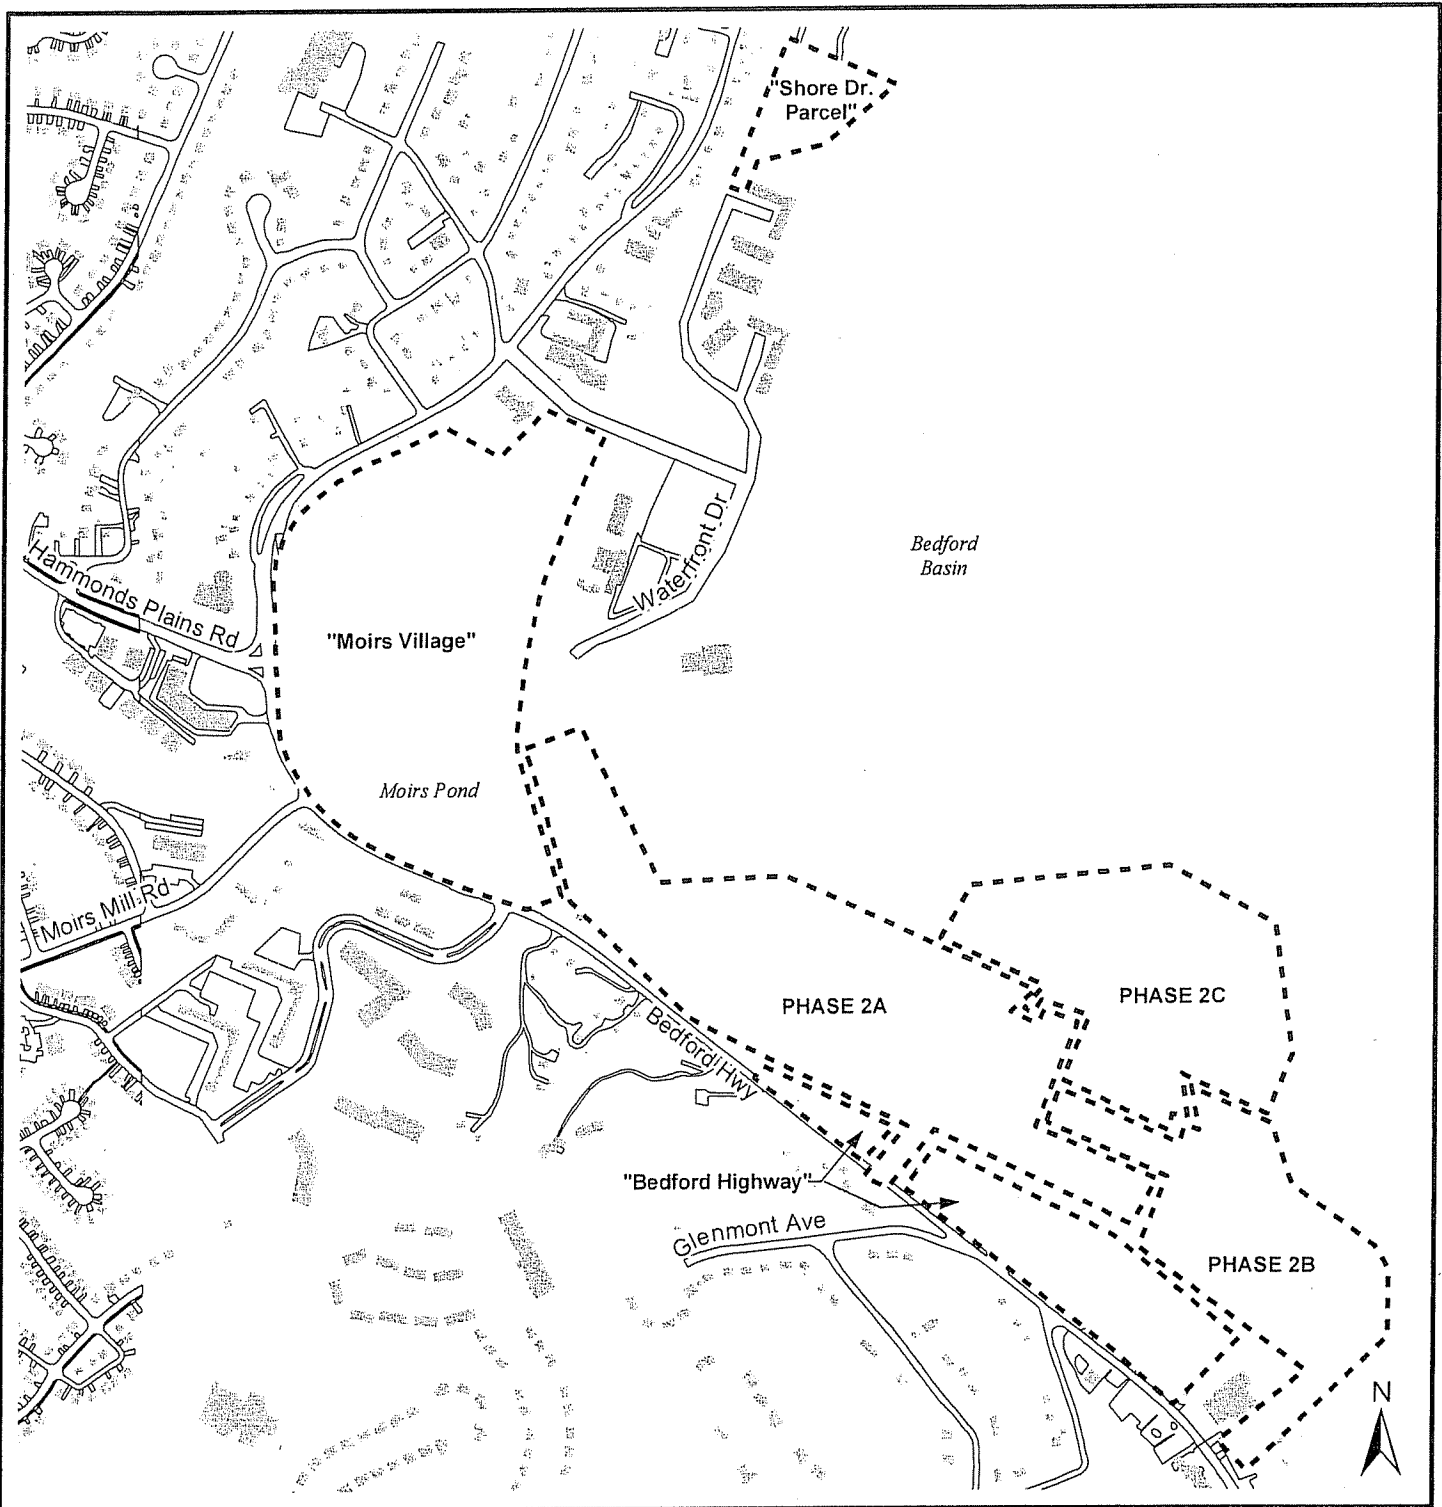 "Shore Dr.
Parcel"
Bedford
Basin
Waterfront Dr
Hammonds Plains Rd
"Moirs Village"
Moirs Pond
Moirs Mill Rd
PHASE 2A
PHASE 2C
Bedford Hwy
"Bedford Highway"
Glenmont Ave
PHASE 2B
N